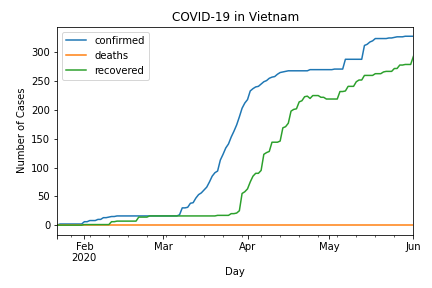 COVID-19 in Vietnam
confirmed
deaths
recovered
Number of Cases
300
250
200
150
100
50
0
Feb
2020
Mar
Apr
May
Jun
Day